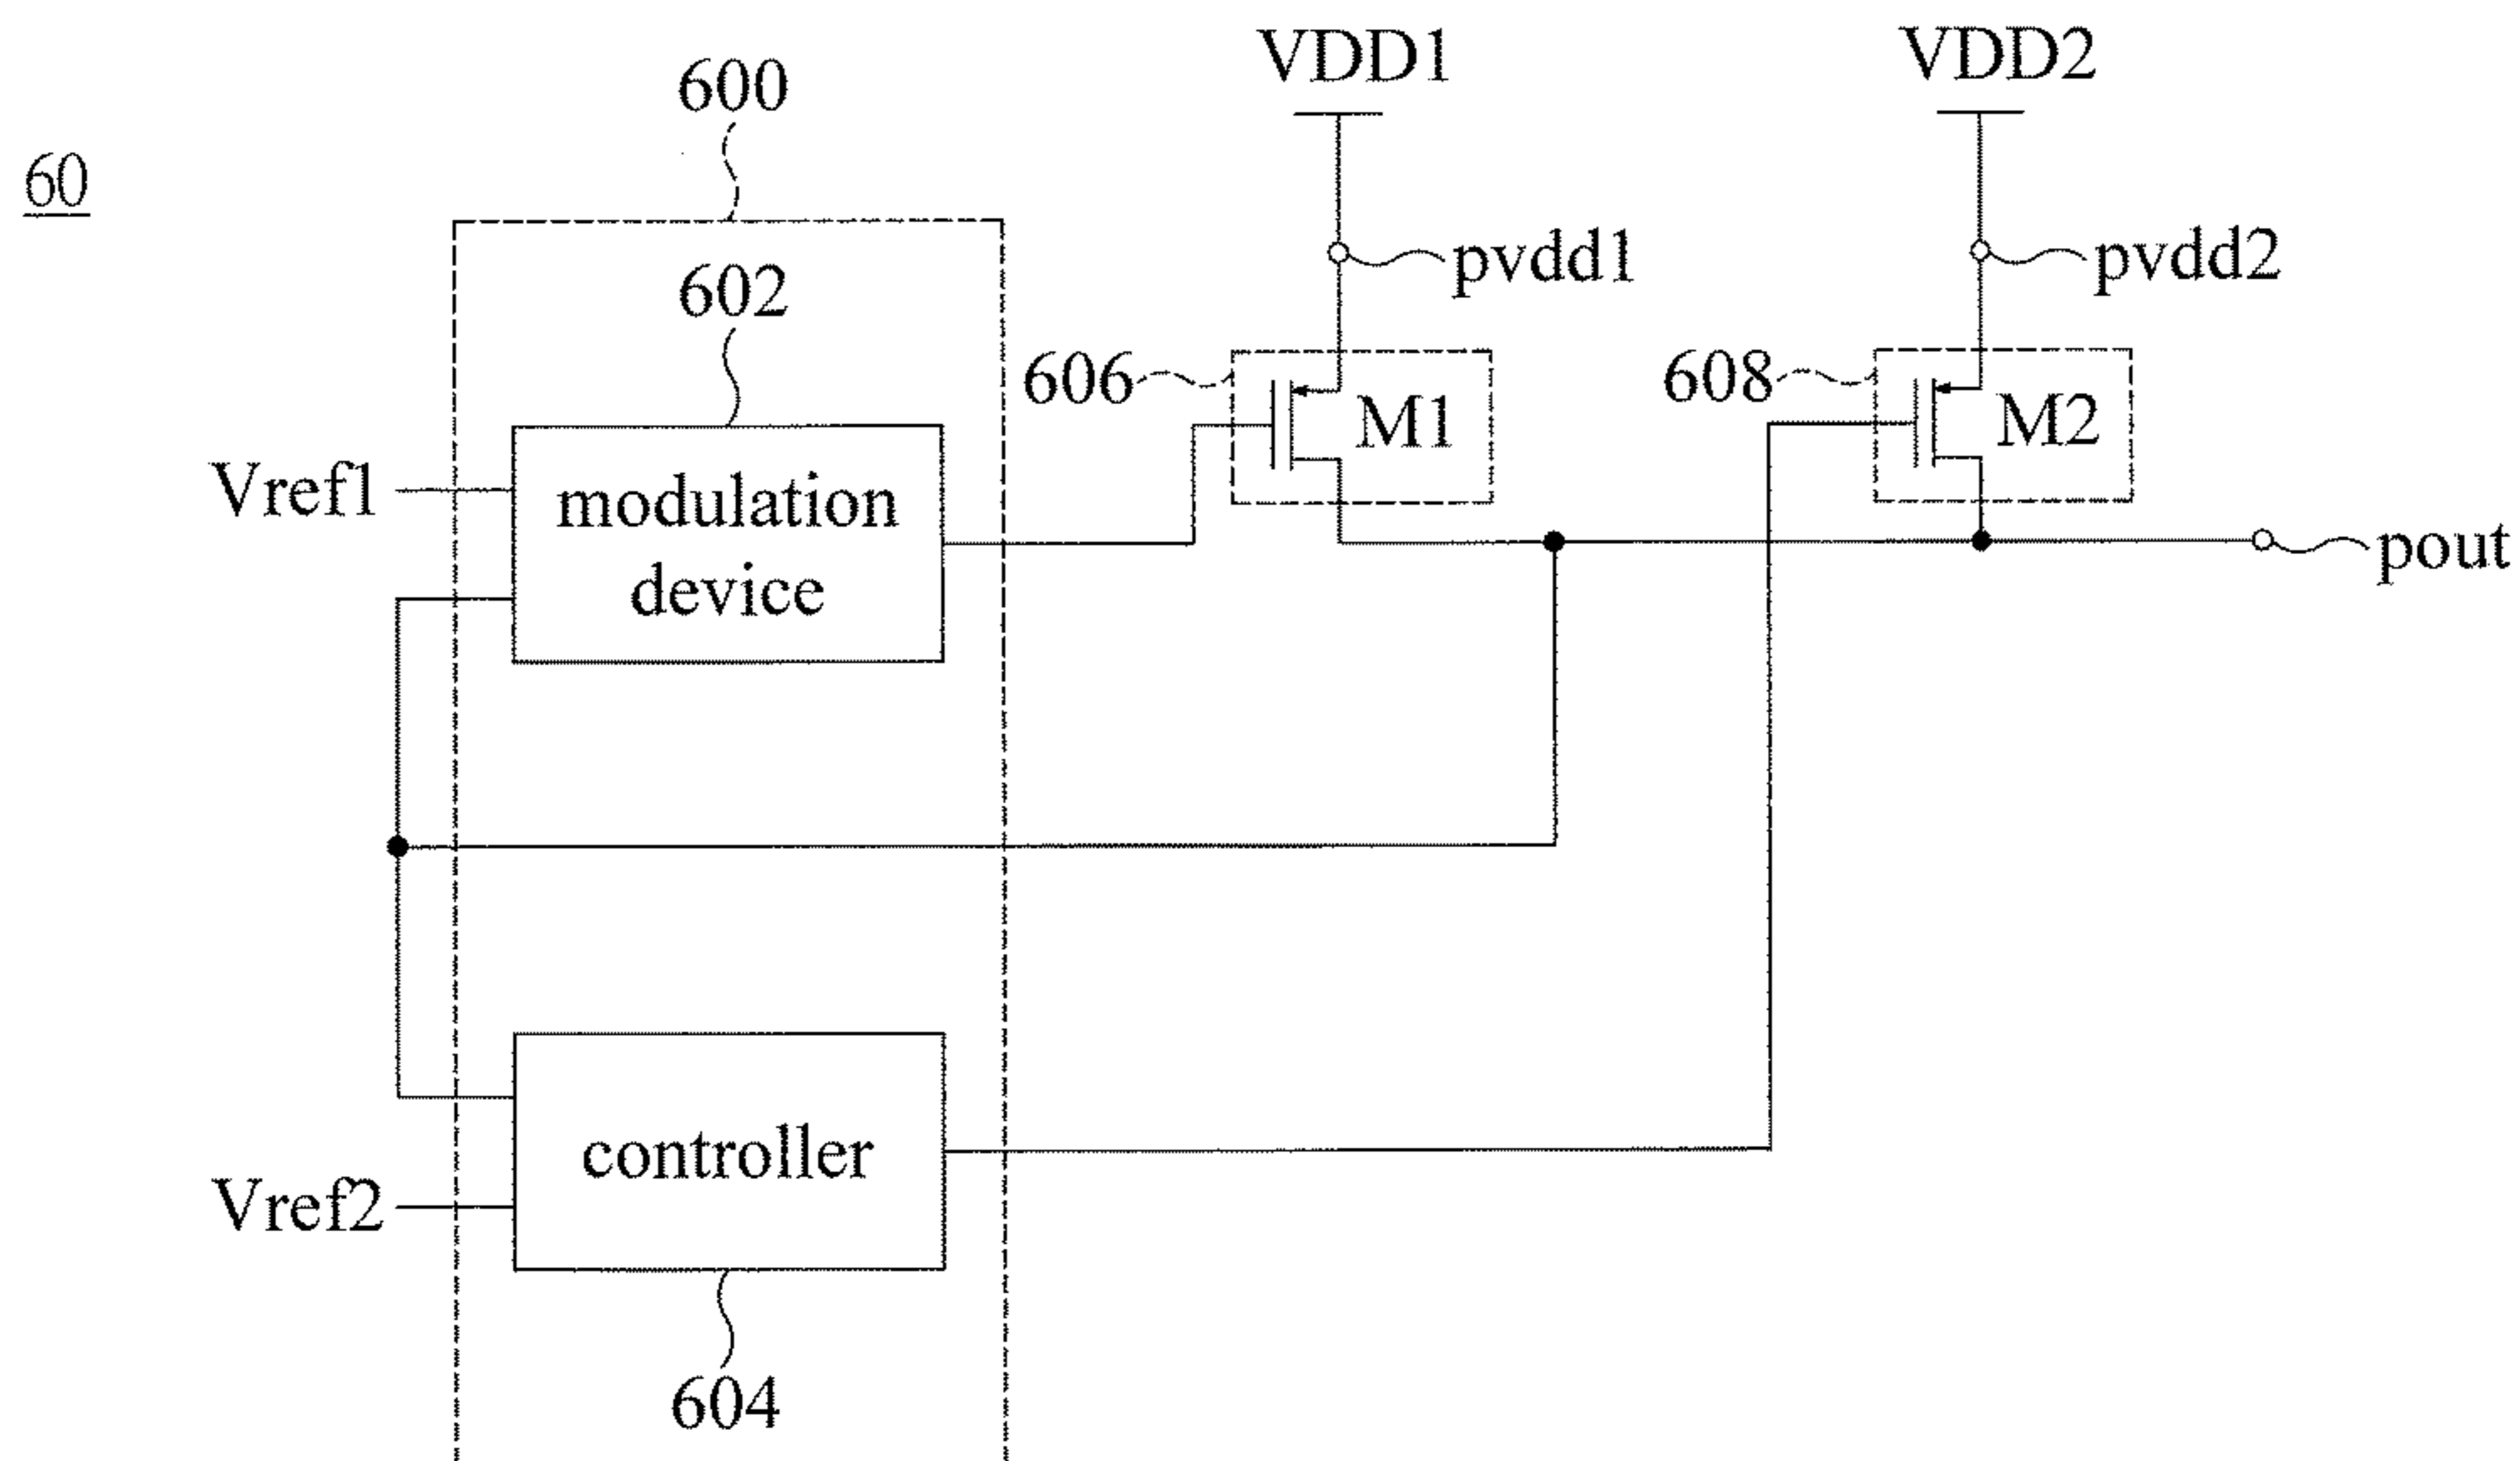 VDD1
VDD2
600
60
pvdd1
pvdd2
602
606
M1
608
M2
Vref1
modulation
device
pout
controller
Vref2
604